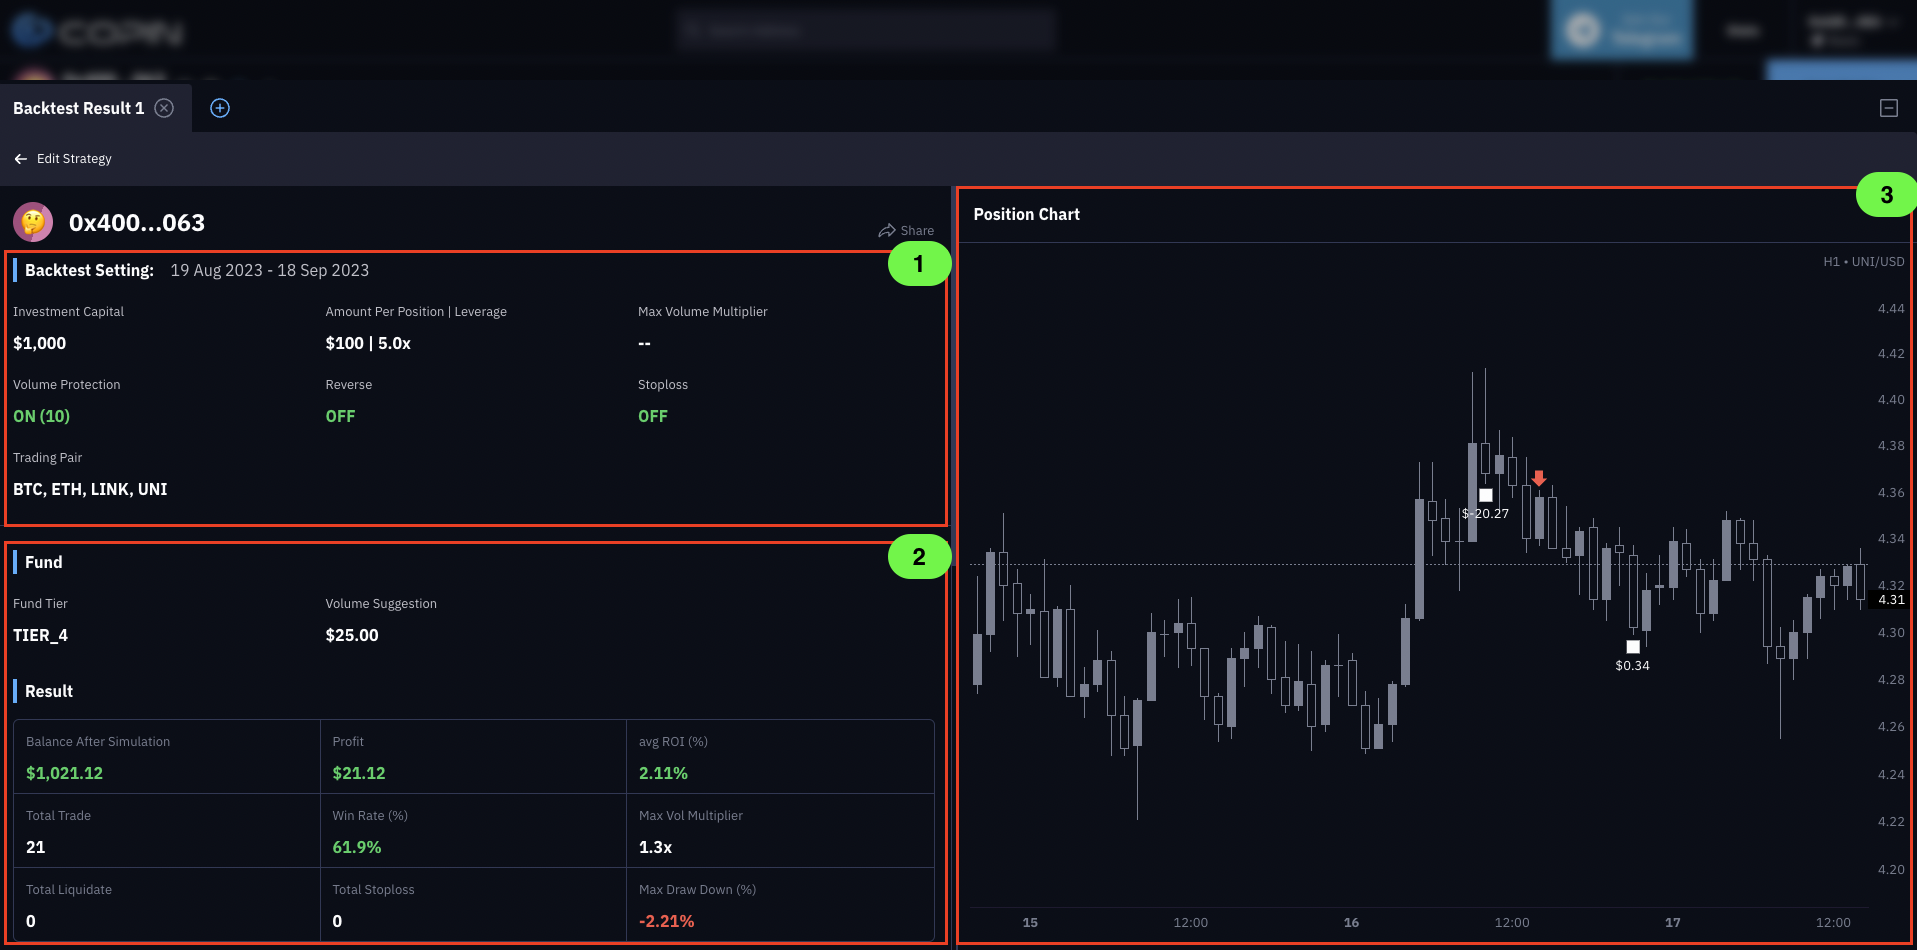 COPIN
Backtest Result 1
Edit Strategy
0x400...063
Share
1
Backtest Setting: 19 Aug 2023 - 18 Sep 2023
Investment Capital Amount Per Position | Leverage Max Volume Multiplier
$1,000 $100 | 5.0x --
Volume Protection Reverse Stoploss
ON (10) OFF OFF
Trading Pair
BTC, ETH, LINK, UNI
2
Fund
Fund Tier Volume Suggestion
TIER_4 $25.00
Result
Balance After Simulation Profit avg ROI (%)
$1,021.12 $21.12 2.11%
Total Trade Win Rate (%) Max Vol Multiplier
21 61.9% 1.3x
Total Liquidate Total Stoploss Max Draw Down (%)
0 0 -2.21%
3
Position Chart
H1 • UNI/USD
4.44
4.42
4.40
4.38
4.36
$-20.27
4.34
4.32
4.31
4.30
$0.34
4.28
4.26
4.24
4.22
4.20
15 12:00 16 12:00 17 12:00